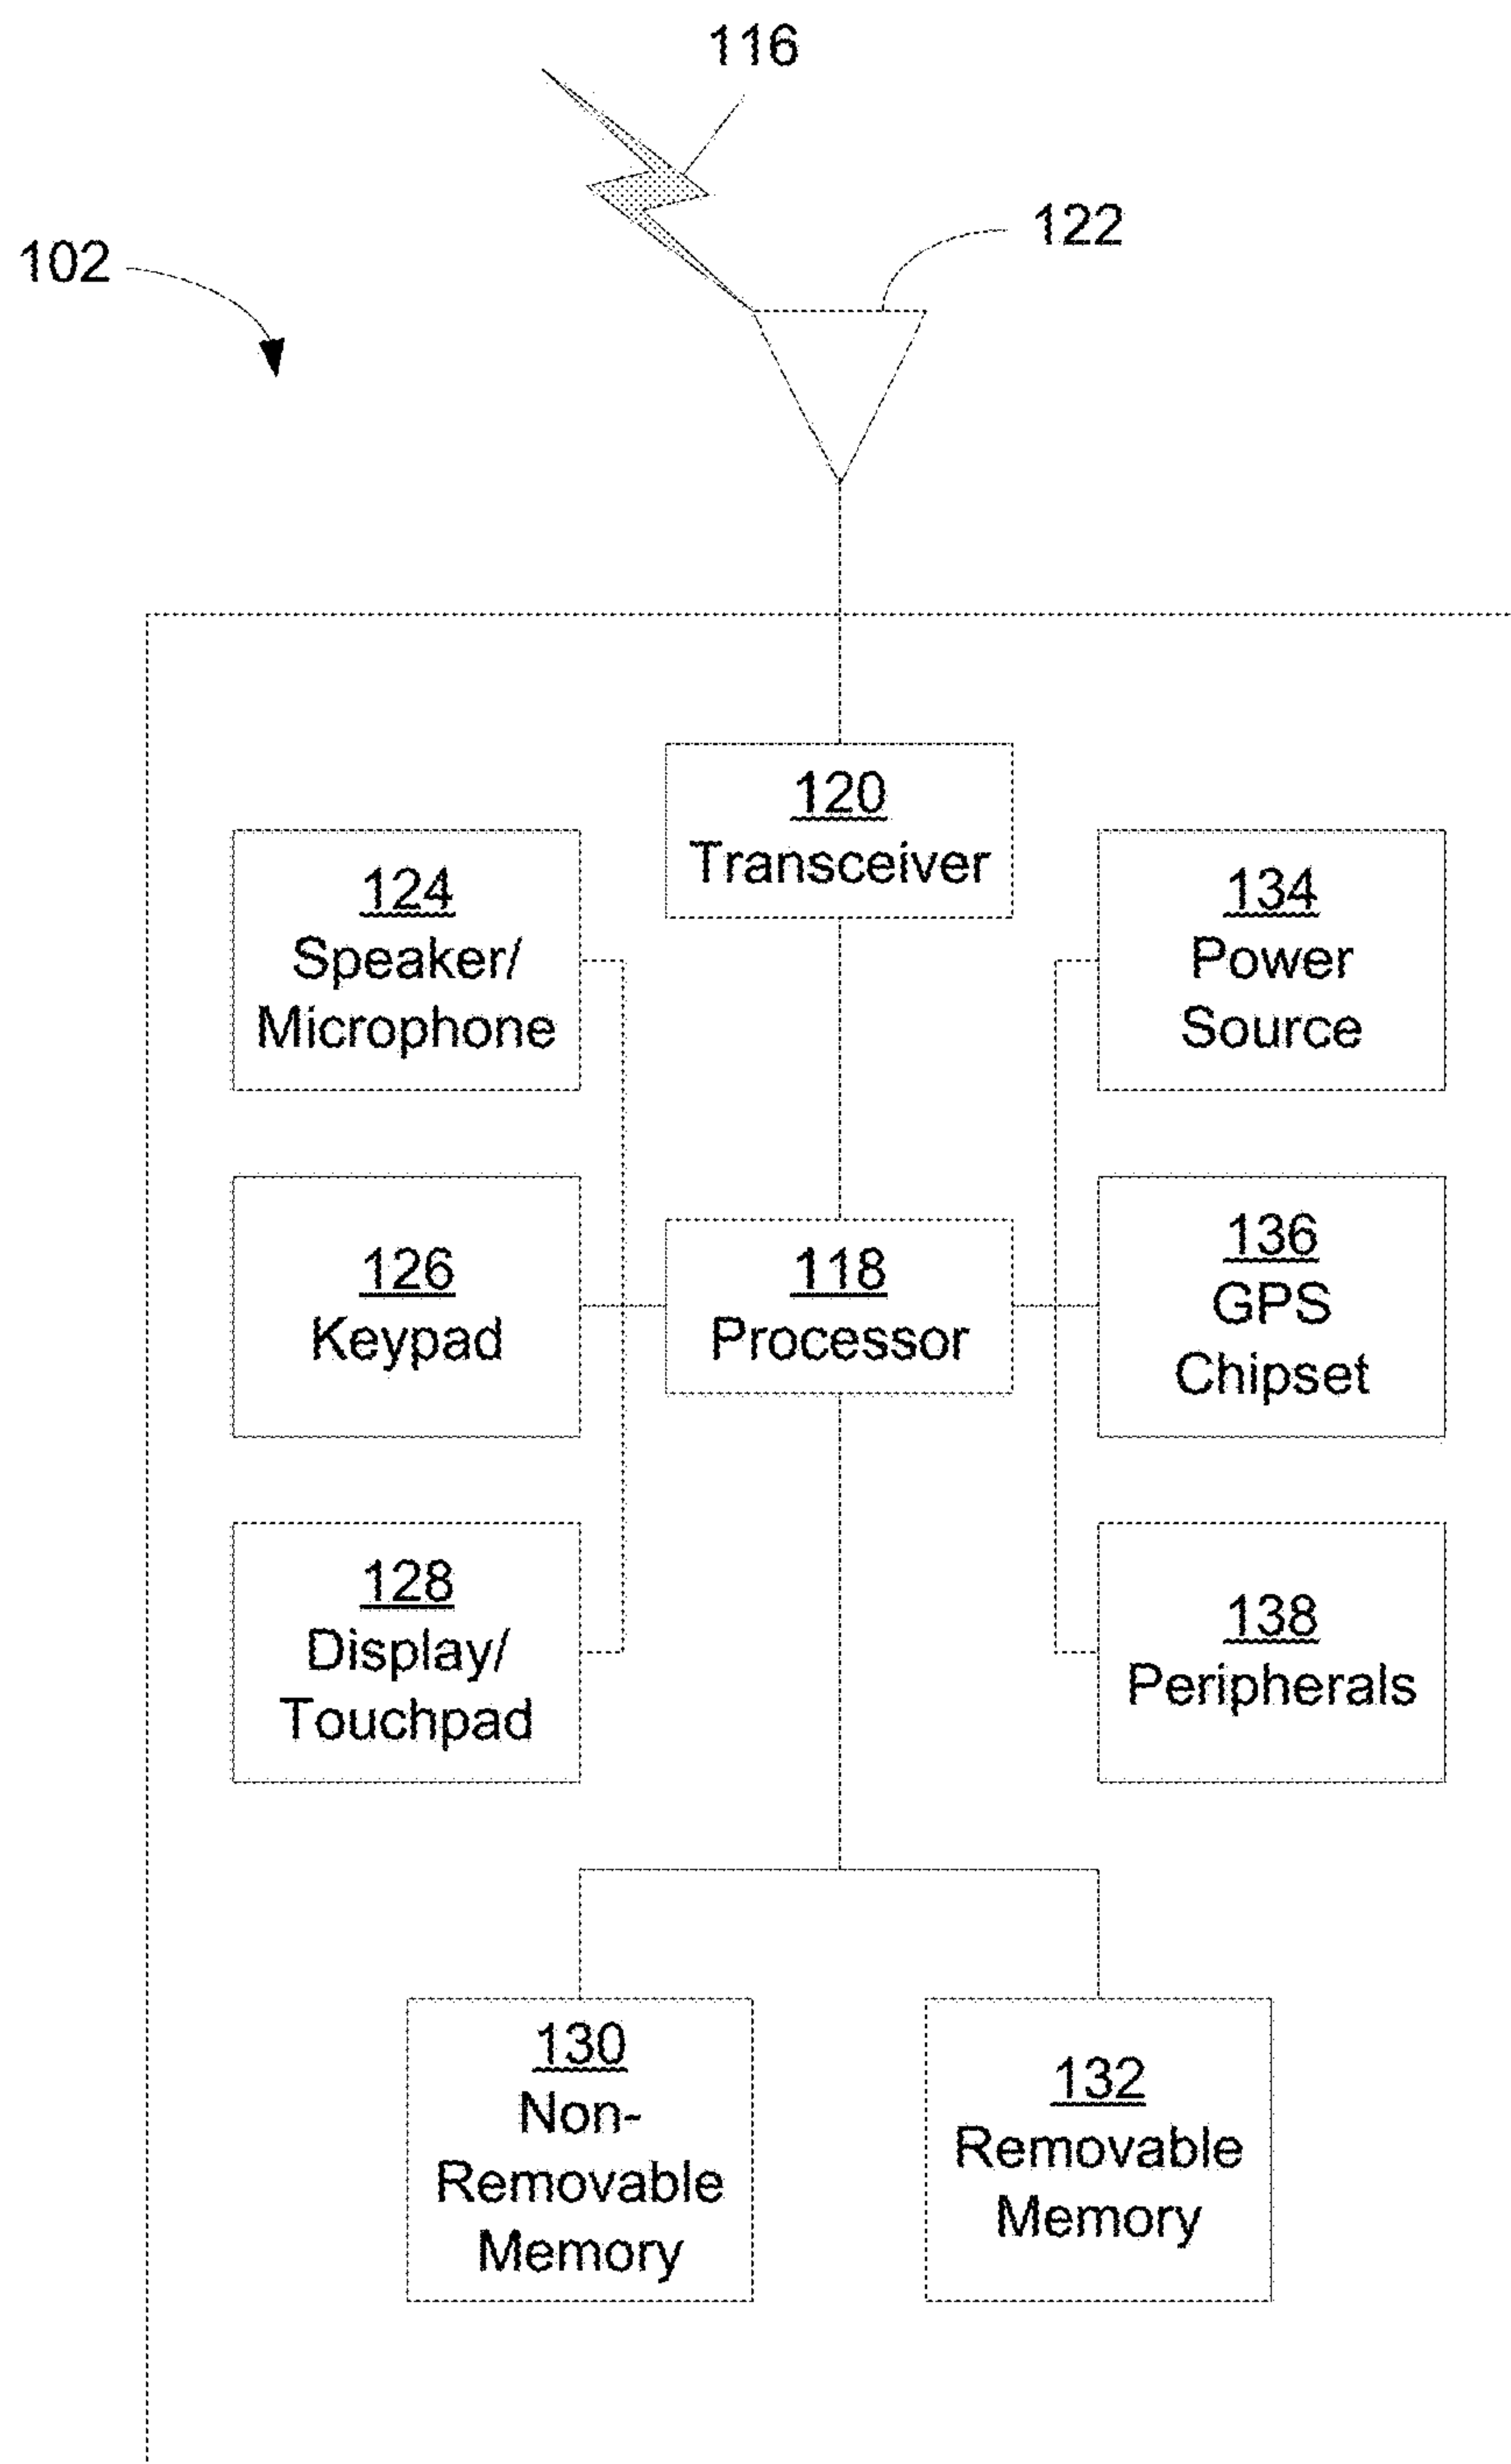 116
122
102
120
Transceiver
124
Speaker/
Microphone
134
Power
Source
126
Keypad
118
Processor
136
GPS
Chipset
128
Display/
Touchpad
138
Peripherals
130
Non-
Removable
Memory
132
Removable
Memory